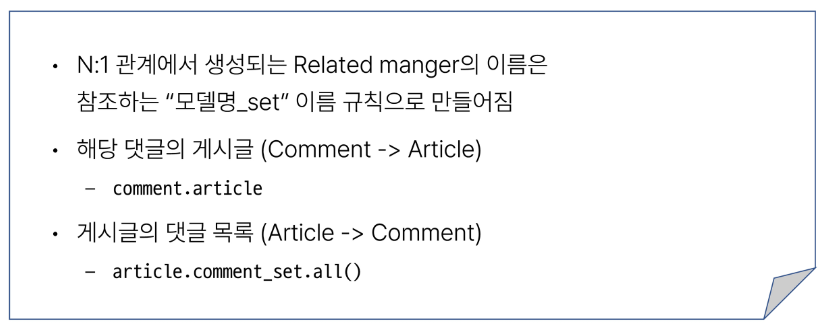 • N:1 관계에서 생성되는 Related manger의 이름은
참조하는 “모델명_set” 이름 규칙으로 만들어짐
• 해당 댓글의 게시글 (Comment -> Article)
– comment.article
• 게시글의 댓글 목록 (Article -> Comment)
– article.comment_set.all()